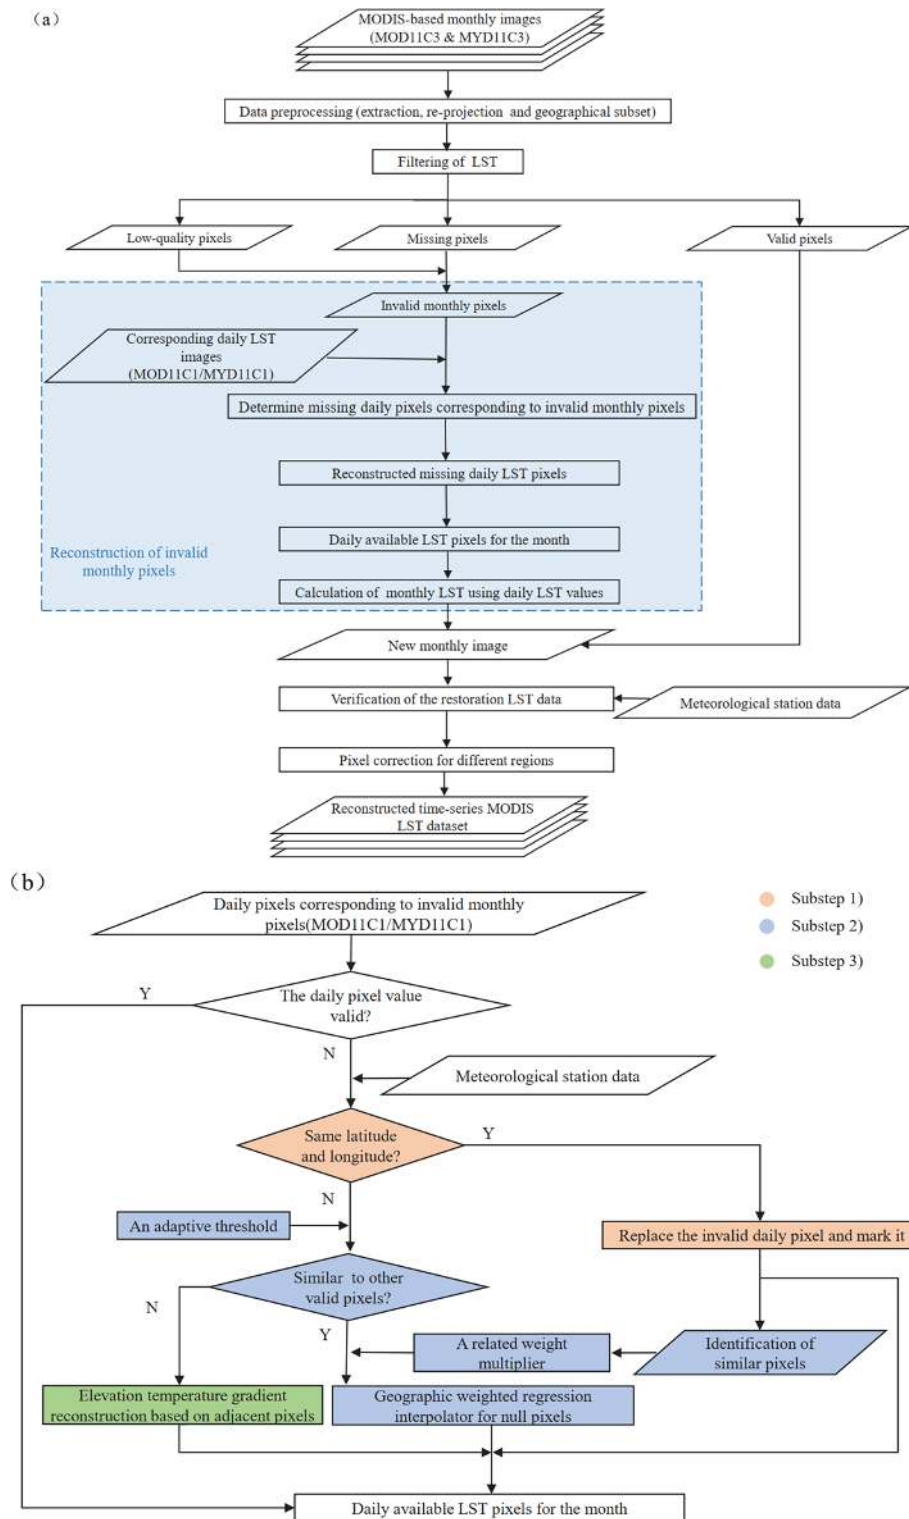 (a)
MODIS-based monthly images
(MOD11C3 & MYD11C3)
Data preprocessing (extraction, re-projection and geographical subset)
Filtering of LST
Low-quality pixels
Missing pixels
Valid pixels
Invalid monthly pixels
Corresponding daily LST
images
(MOD11C1/MYD11C1)
Determine missing daily pixels corresponding to invalid monthly pixels
Reconstructed missing daily LST pixels
Daily available LST pixels for the month
Reconstruction of invalid
monthly pixels
Calculation of monthly LST using daily LST values
New monthly image
Verification of the restoration LST data
Meteorological station data
Pixel correction for different regions
Reconstructed time-series MODIS
LST dataset
(b)
Daily pixels corresponding to invalid monthly
pixels(MOD11C1/MYD11C1)
Substep 1)
Substep 2)
Substep 3)
Y
The daily pixel value
valid?
N
Meteorological station data
Same latitude
and longitude?
Y
N
An adaptive threshold
Replace the invalid daily pixel and mark it
Similar to other
valid pixels?
N
Y
A related weight
multiplier
Identification of
similar pixels
Elevation temperature gradient
reconstruction based on adjacent pixels
Geographic weighted regression
interpolator for null pixels
Daily available LST pixels for the month